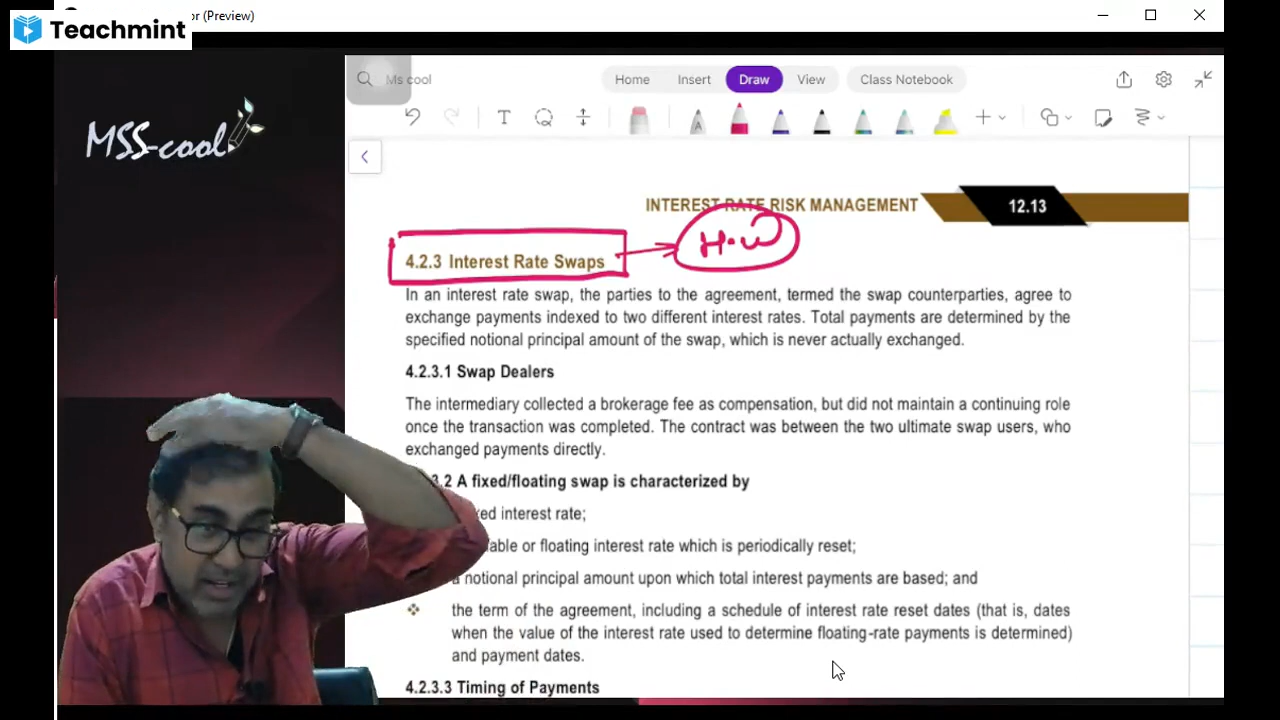 or (Preview)
Teachmint
MSS-cool
Ms cool
Home Insert Draw View Class Notebook
INTEREST RATE RISK MANAGEMENT 12.13
4.2.3 Interest Rate Swaps
H.W
In an interest rate swap, the parties to the agreement, termed the swap counterparties, agree to
exchange payments indexed to two different interest rates. Total payments are determined by the
specified notional principal amount of the swap, which is never actually exchanged.
4.2.3.1 Swap Dealers
The intermediary collected a brokerage fee as compensation, but did not maintain a continuing role
once the transaction was completed. The contract was between the two ultimate swap users, who
exchanged payments directly.
3.2 A fixed/floating swap is characterized by
interest rate;
or floating interest rate which is periodically reset;
a notional principal amount upon which total interest payments are based; and
the term of the agreement, including a schedule of interest rate reset dates (that is, dates
when the value of the interest rate used to determine floating-rate payments is determined)
and payment dates.
4.2.3.3 Timing of Payments